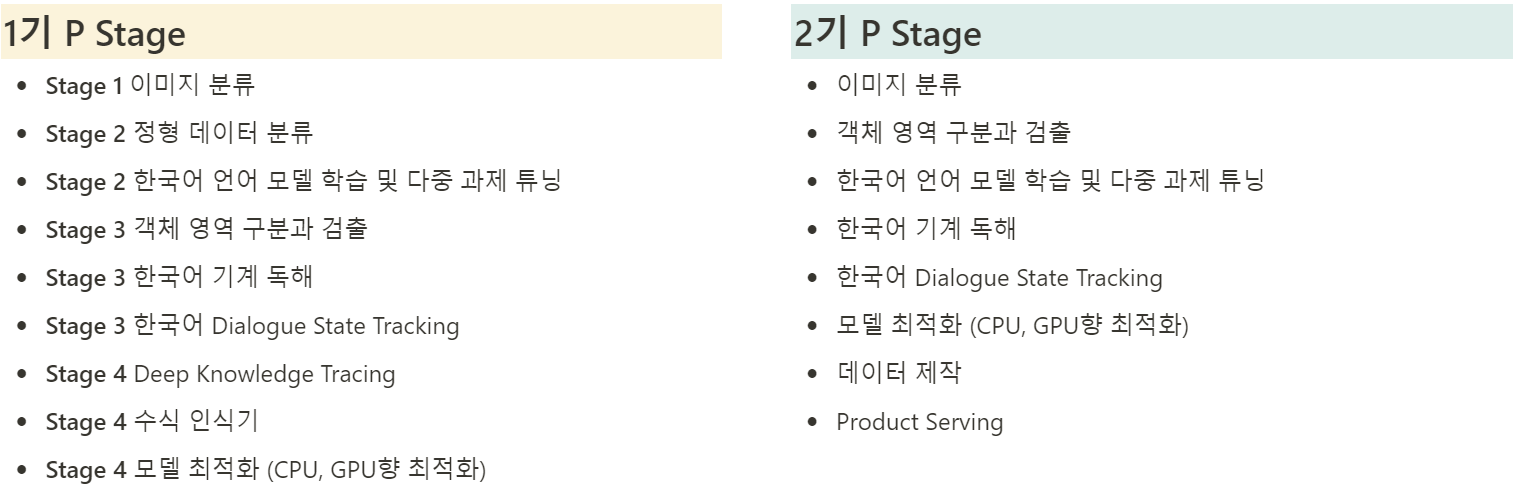 1기 P Stage
• Stage 1 이미지 분류
• Stage 2 정형 데이터 분류
• Stage 2 한국어 언어 모델 학습 및 다중 과제 튜닝
• Stage 3 객체 영역 구분과 검출
• Stage 3 한국어 기계 독해
• Stage 3 한국어 Dialogue State Tracking
• Stage 4 Deep Knowledge Tracing
• Stage 4 수식 인식기
• Stage 4 모델 최적화 (CPU, GPU향 최적화)
2기 P Stage
• 이미지 분류
• 객체 영역 구분과 검출
• 한국어 언어 모델 학습 및 다중 과제 튜닝
• 한국어 기계 독해
• 한국어 Dialogue State Tracking
• 모델 최적화 (CPU, GPU향 최적화)
• 데이터 제작
• Product Serving